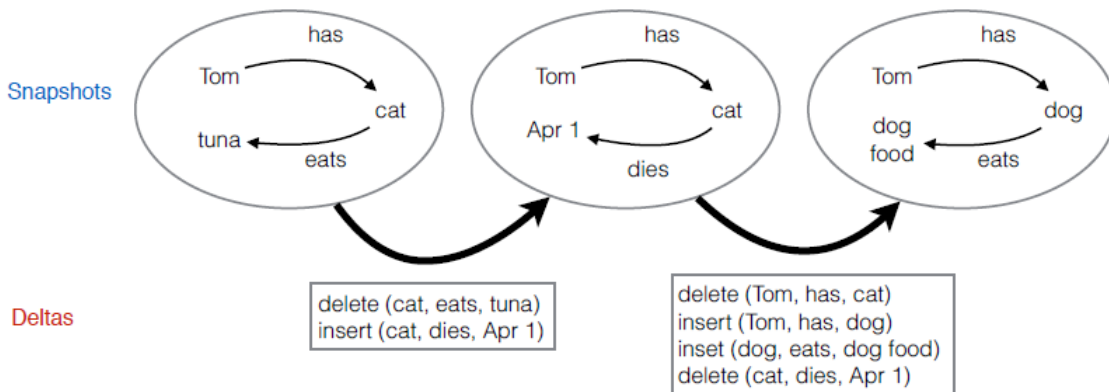 Snapshots
has
Tom
cat
tuna
eats
has
Tom
cat
Apr 1
dies
has
Tom
dog
dog
food
eats
Deltas
delete (cat, eats, tuna)
insert (cat, dies, Apr 1)
delete (Tom, has, cat)
insert (Tom, has, dog)
inset (dog, eats, dog food)
delete (cat, dies, Apr 1)